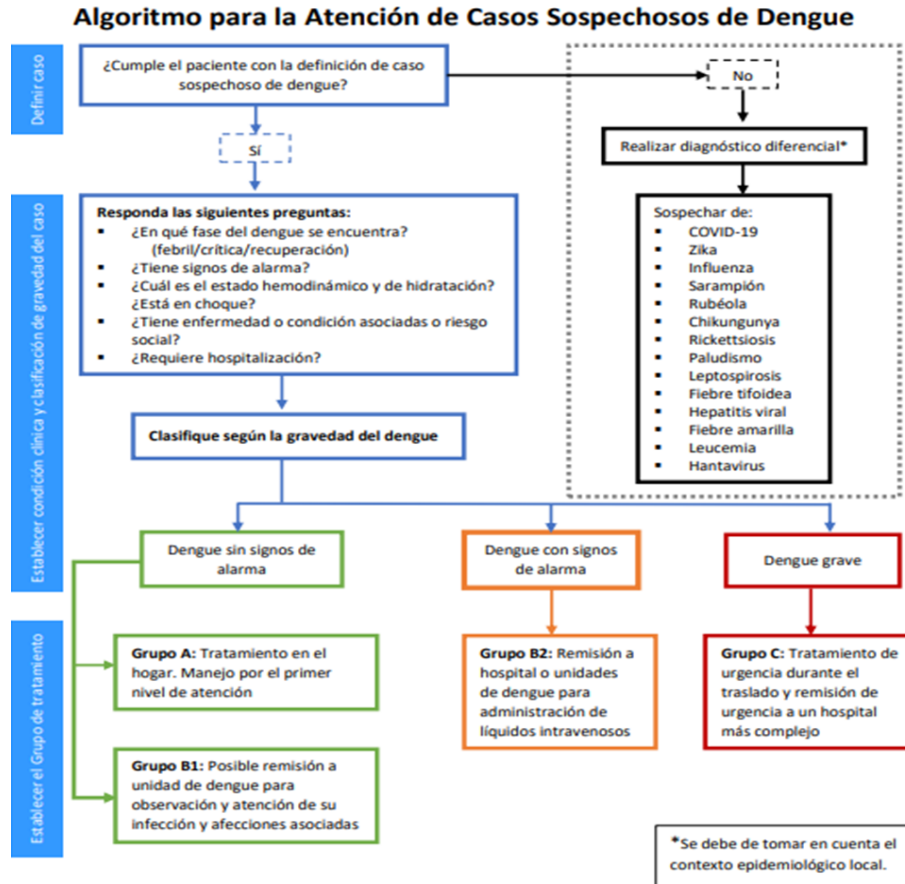 Algoritmo para la Atención de Casos Sospechosos de Dengue
Definir caso
¿Cumple el paciente con la definición de caso
sospechoso de dengue?
No
Sí
Realizar diagnóstico diferencial*
Sospechar de:
▪ COVID-19
▪ Zika
▪ Influenza
▪ Sarampión
▪ Rubéola
▪ Chikungunya
▪ Rickettsiosis
▪ Paludismo
▪ Leptospirosis
▪ Fiebre tifoidea
▪ Hepatitis viral
▪ Fiebre amarilla
▪ Leucemia
▪ Hantavirus
Establecer condición clínica y clasificación de gravedad del caso
Responda las siguientes preguntas:
▪ ¿En qué fase del dengue se encuentra?
(febril/crítica/recuperación)
▪ ¿Tiene signos de alarma?
▪ ¿Cuál es el estado hemodinámico y de hidratación?
¿Está en choque?
▪ ¿Tiene enfermedad o condición asociadas o riesgo
social?
▪ ¿Requiere hospitalización?
Clasifique según la gravedad del dengue
Dengue sin signos de
alarma
Dengue con signos
de alarma
Dengue grave
Establecer el Grupo de tratamiento
Grupo A: Tratamiento en el
hogar. Manejo por el primer
nivel de atención
Grupo B1: Posible remisión a
unidad de dengue para
observación y atención de su
infección y afecciones asociadas
Grupo B2: Remisión a
hospital o unidades
de dengue para
administración de
líquidos intravenosos
Grupo C: Tratamiento de
urgencia durante el
traslado y remisión de
urgencia a un hospital
más complejo
*Se debe de tomar en cuenta el
contexto epidemiológico local.